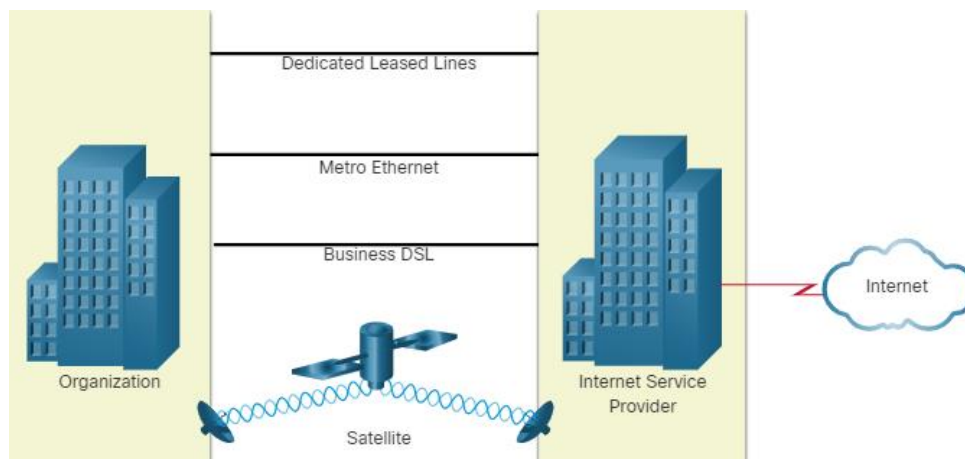 Dedicated Leased Lines
Metro Ethernet
Business DSL
Internet
Organization
Internet Service
Provider
Satellite